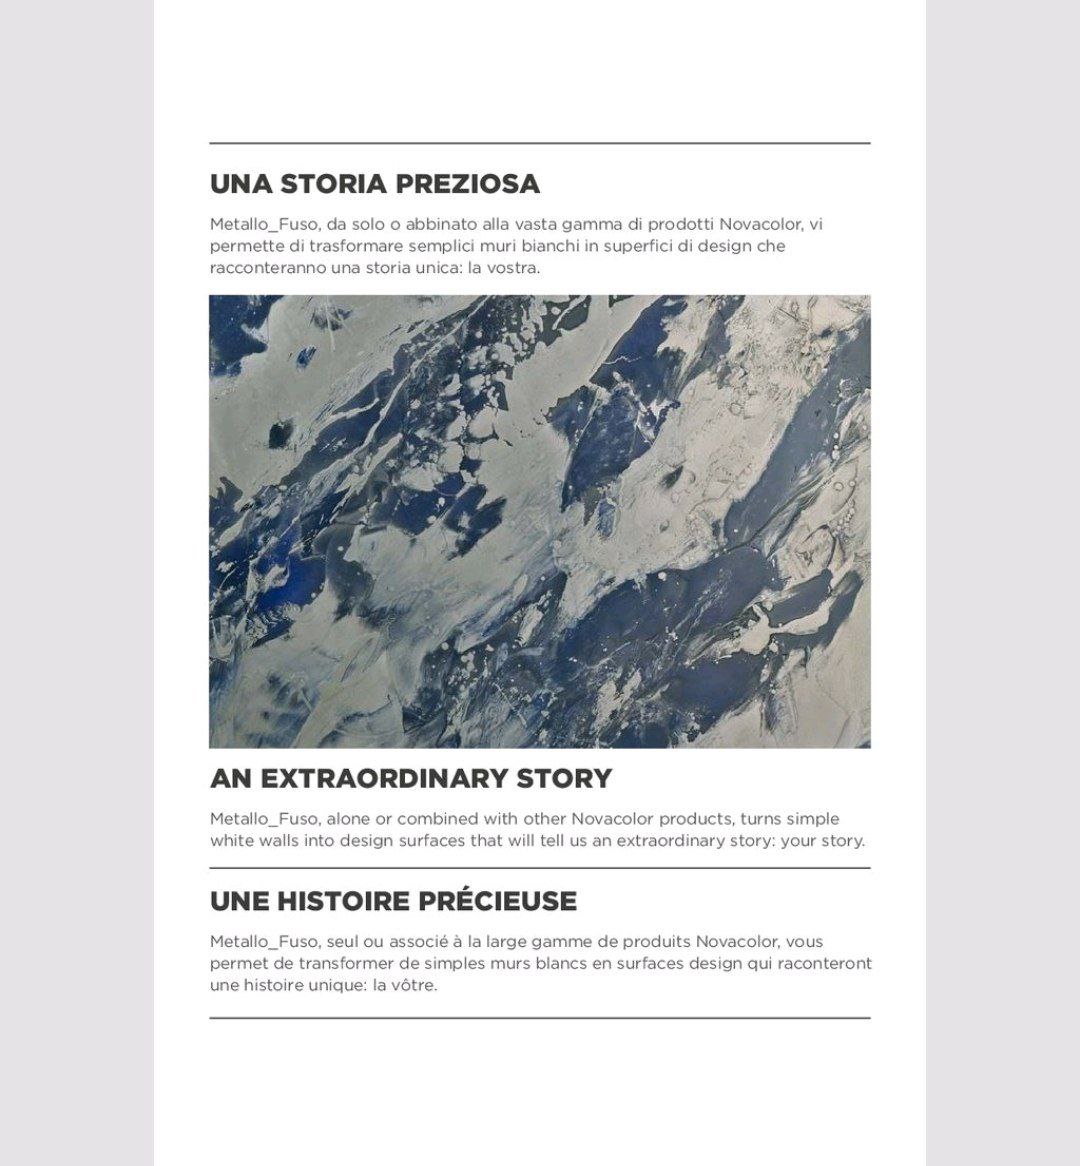 UNA STORIA PREZIOSA
Metallo_Fuso, da solo o abbinato alla vasta gamma di prodotti Novacolor, vi
permette di trasformare semplici muri bianchi in superfici di design che
racconteranno una storia unica: la vostra.
AN EXTRAORDINARY STORY
Metallo_Fuso, alone or combined with other Novacolor products, turns simple
white walls into design surfaces that will tell us an extraordinary story: your story.
UNE HISTOIRE PRÉCIEUSE
Metallo_Fuso, seul ou associé à la large gamme de produits Novacolor, vous
permet de transformer de simples murs blancs en surfaces design qui raconteront
une histoire unique: la vôtre.